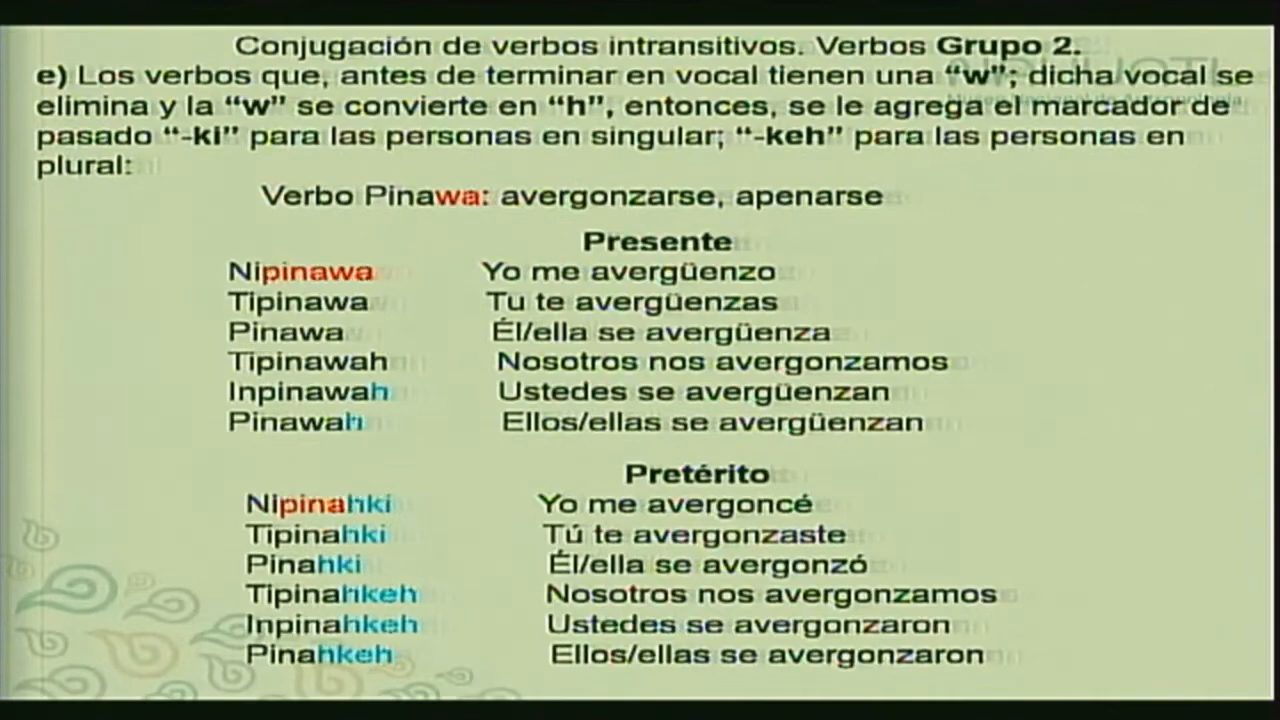 Conjugación de verbos intransitivos. Verbos Grupo 2.
e) Los verbos que, antes de terminar en vocal tienen una “w”; dicha vocal se
elimina y la “w” se convierte en “h”, entonces, se le agrega el marcador de
pasado “-ki” para las personas en singular; “-keh” para las personas en
plural:
Verbo Pinawa: avergonzarse, apenarse
Presente
Nipinawa Yo me avergüenzo
Tipinawa Tu te avergüenzas
Pinawa Él/ella se avergüenza
Tipinawah Nosotros nos avergonzamos
Inpinawah Ustedes se avergüenzan
Pinawah Ellos/ellas se avergüenzan
Pretérito
Nipinahki Yo me avergoncé
Tipinahki Tú te avergonzaste
Pinahki Él/ella se avergonzó
Tipinahkeh Nosotros nos avergonzamos
Inpinahkeh Ustedes se avergonzaron
Pinahkeh Ellos/ellas se avergonzaron